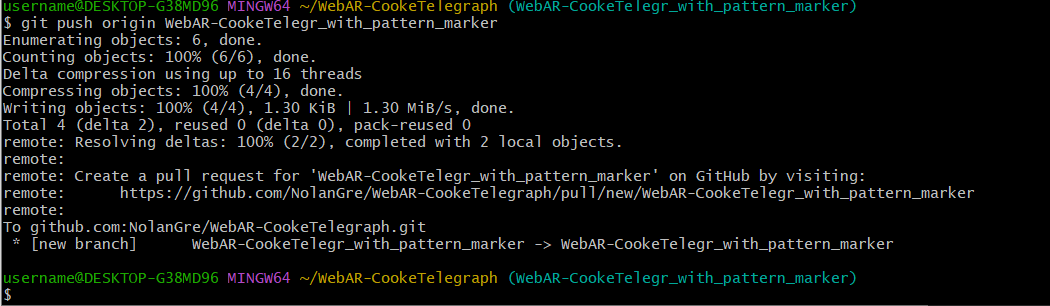 username@DESKTOP-G38MD96 MINGW64 ~/WebAR-CookeTelegraph (WebAR-CookeTelegr_with_pattern_marker)
$ git push origin WebAR-CookeTelegr_with_pattern_marker
Enumerating objects: 6, done.
Counting objects: 100% (6/6), done.
Delta compression using up to 16 threads
Compressing objects: 100% (4/4), done.
Writing objects: 100% (4/4), 1.30 KiB | 1.30 MiB/s, done.
Total 4 (delta 2), reused 0 (delta 0), pack-reused 0
remote: Resolving deltas: 100% (2/2), completed with 2 local objects.
remote:
remote: Create a pull request for 'WebAR-CookeTelegr_with_pattern_marker' on GitHub by visiting:
remote:      https://github.com/NolanGre/WebAR-CookeTelegraph/pull/new/WebAR-CookeTelegr_with_pattern_marker
remote:
To github.com:NolanGre/WebAR-CookeTelegraph.git
 * [new branch]      WebAR-CookeTelegr_with_pattern_marker -> WebAR-CookeTelegr_with_pattern_marker
username@DESKTOP-G38MD96 MINGW64 ~/WebAR-CookeTelegraph (WebAR-CookeTelegr_with_pattern_marker)
$